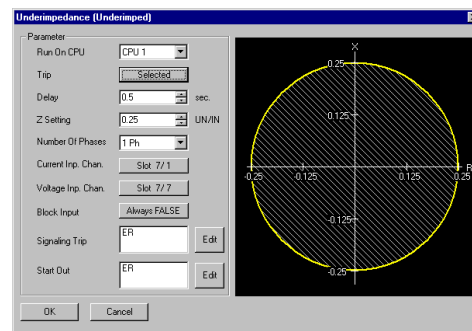 Underimpedance (Underimped)
Parameter
Run On CPU CPU 1
Trip Selected
Delay 0.5 sec.
Z Setting 0.25 UN/IN
Number Of Phases 1 Ph
Current Inp. Chan. Slot 7/ 1
Voltage Inp. Chan. Slot 7/ 7
Block Input Always FALSE
Signaling Trip ER Edit
Start Out ER Edit
OK Cancel
X
0.25
0.125
-0.25 -0.125 0.125 0.25
R
-0.125
-0.25